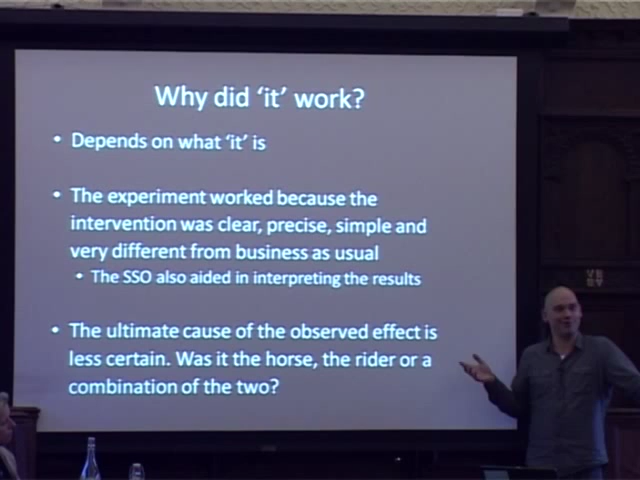 Why did ‘it’ work?
• Depends on what ‘it’ is
• The experiment worked because the
intervention was clear, precise, simple and
very different from business as usual
• The SSO also aided in interpreting the results
• The ultimate cause of the observed effect is
less certain. Was it the horse, the rider or a
combination of the two?